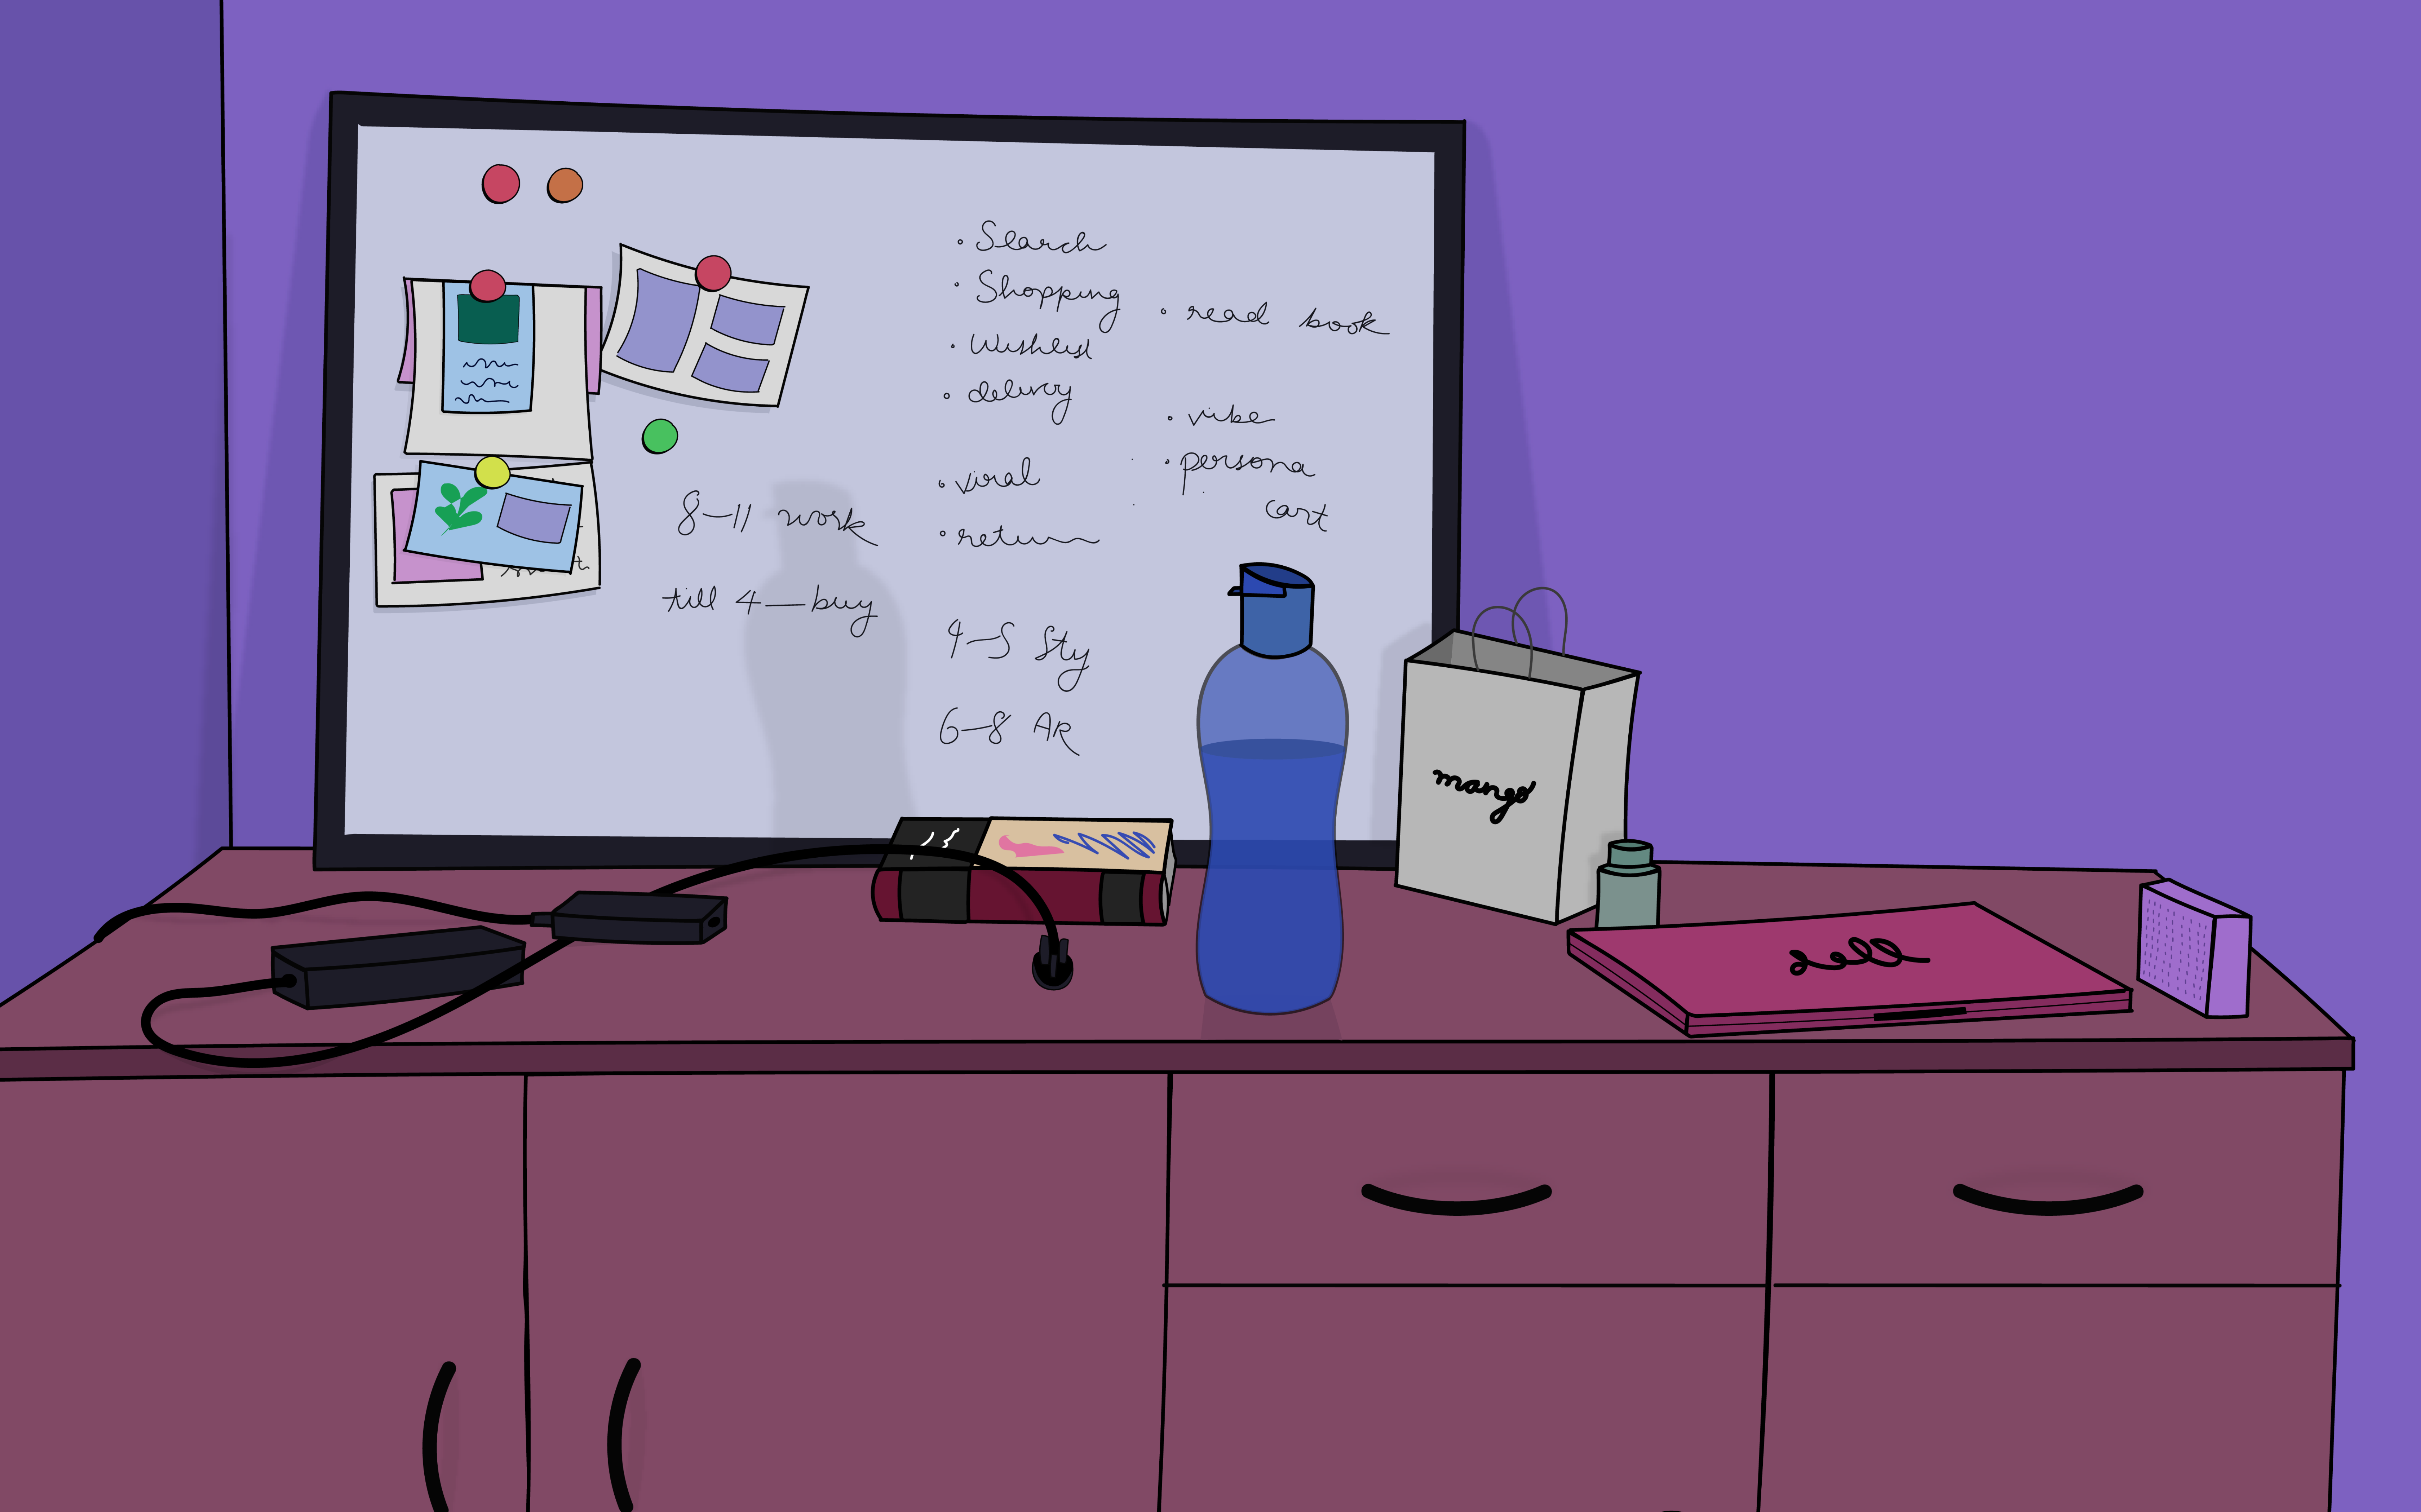 • Search
• Shopping
• Wishlist
• delivery
• viral
• return
• read book
• vibe
• persona
cart
8-11 work
till 4-buy
4-5 Sty
6-8 AR
mango